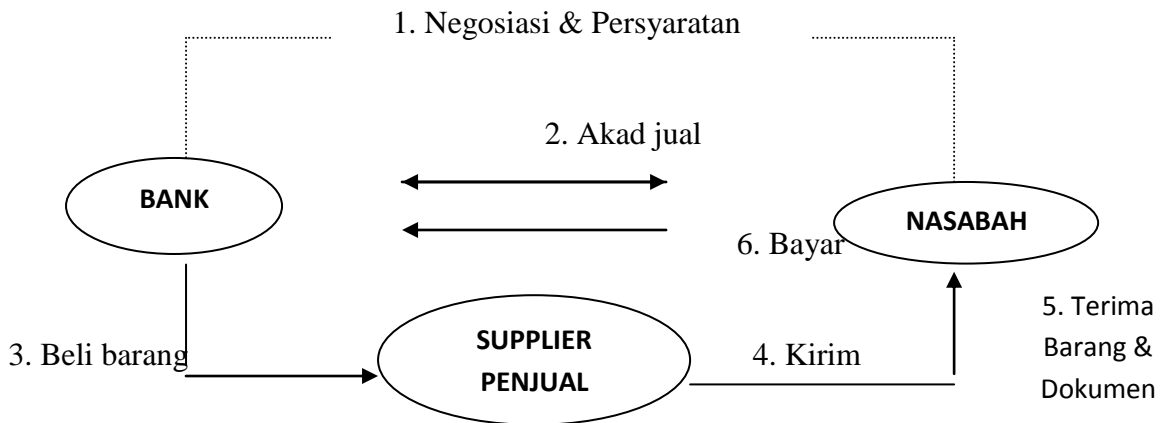 1. Negosiasi & Persyaratan
2. Akad jual
BANK
NASABAH
6. Bayar
3. Beli barang
SUPPLIER
PENJUAL
4. Kirim
5. Terima
Barang &
Dokumen